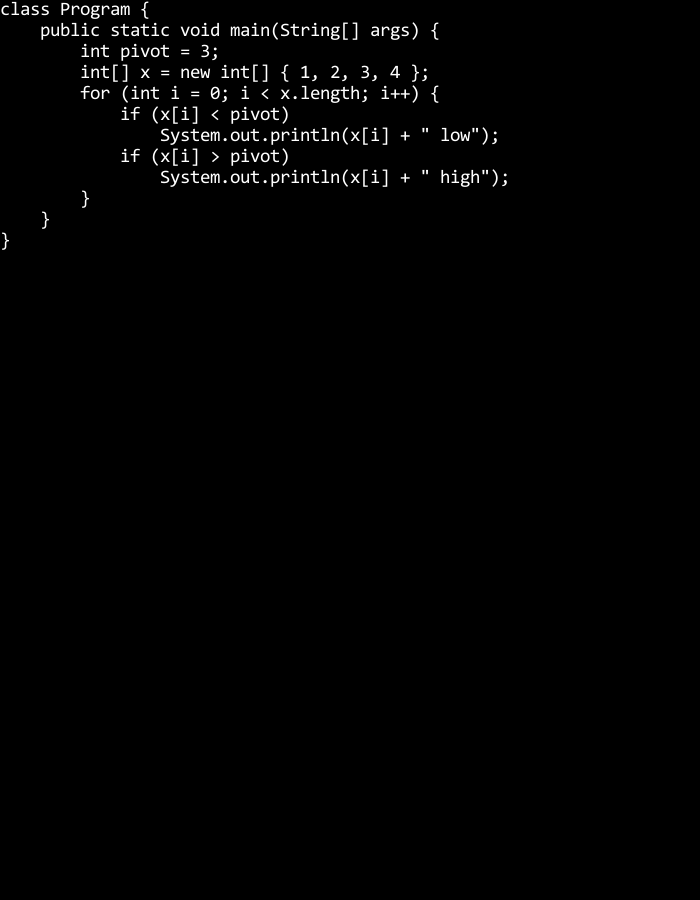 class Program {
    public static void main(String[] args) {
        int pivot = 3;
        int[] x = new int[] { 1, 2, 3, 4 };
        for (int i = 0; i < x.length; i++) {
            if (x[i] < pivot)
                System.out.println(x[i] + " low");
            if (x[i] > pivot)
                System.out.println(x[i] + " high");
        }
    }
}